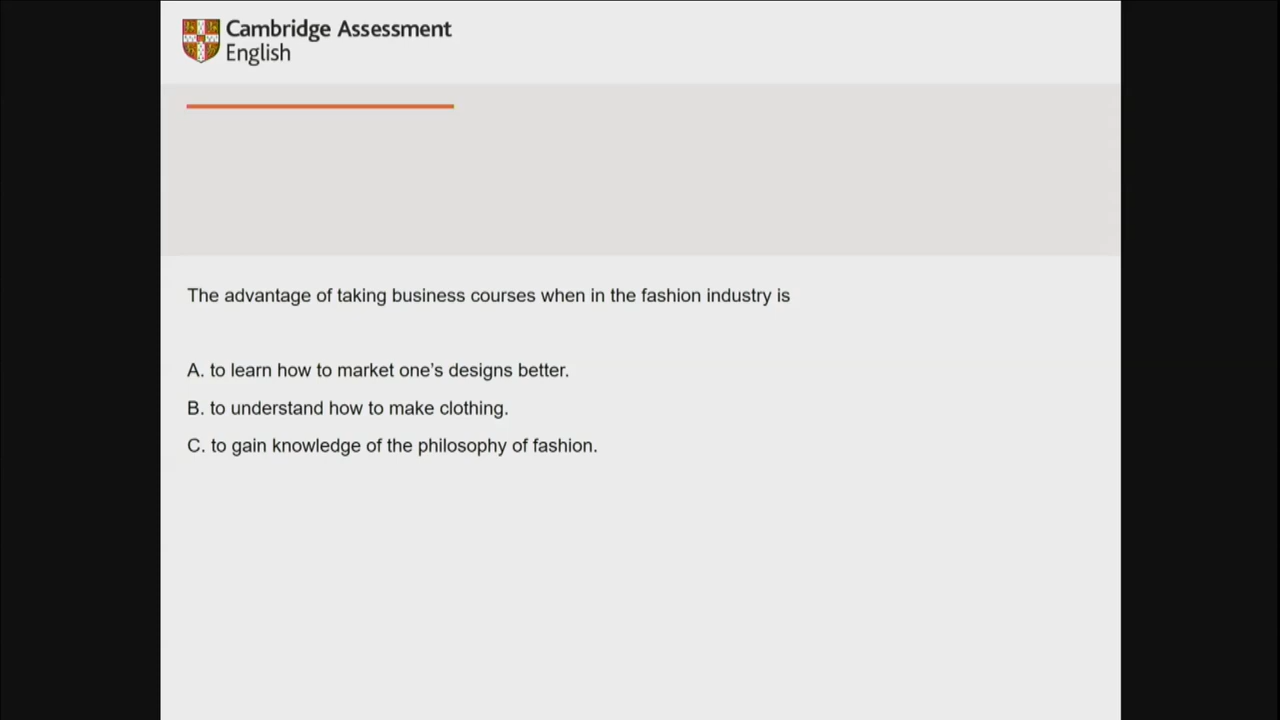 Cambridge Assessment
English
The advantage of taking business courses when in the fashion industry is
A. to learn how to market one's designs better.
B. to understand how to make clothing.
C. to gain knowledge of the philosophy of fashion.